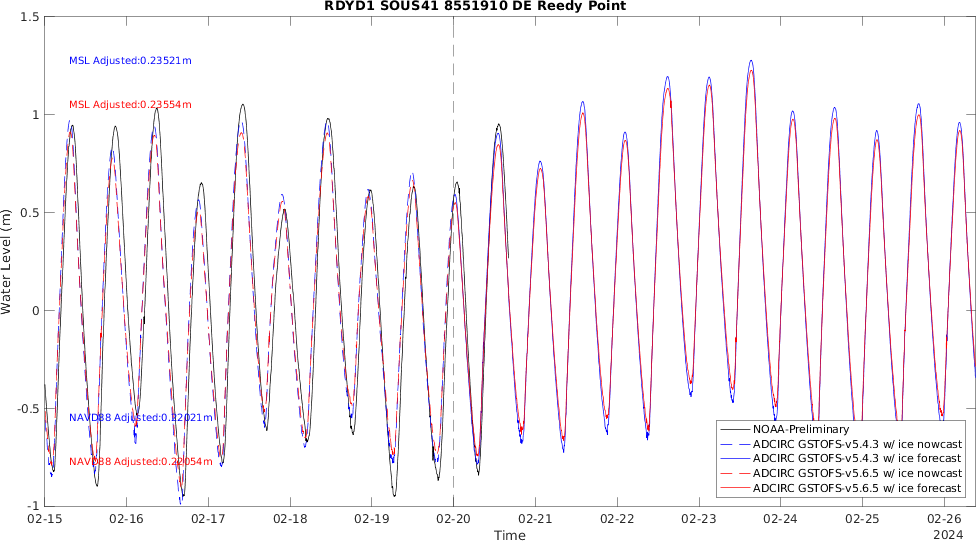 RDYD1 SOUS41 8551910 DE Reedy Point
1.5
1
0.5
0
-0.5
-1
Water Level (m)
MSL Adjusted:0.23521m
MSL Adjusted:0.23554m
NAVD88 Adjusted:0.22021m
NAVD88 Adjusted:0.22054m
NOAA-Preliminary
ADCIRC GSTOFS-v5.4.3 w/ ice nowcast
ADCIRC GSTOFS-v5.4.3 w/ ice forecast
ADCIRC GSTOFS-v5.6.5 w/ ice nowcast
ADCIRC GSTOFS-v5.6.5 w/ ice forecast
02-15 02-16 02-17 02-18 02-19 02-20 02-21 02-22 02-23 02-24 02-25 02-26
Time
2024